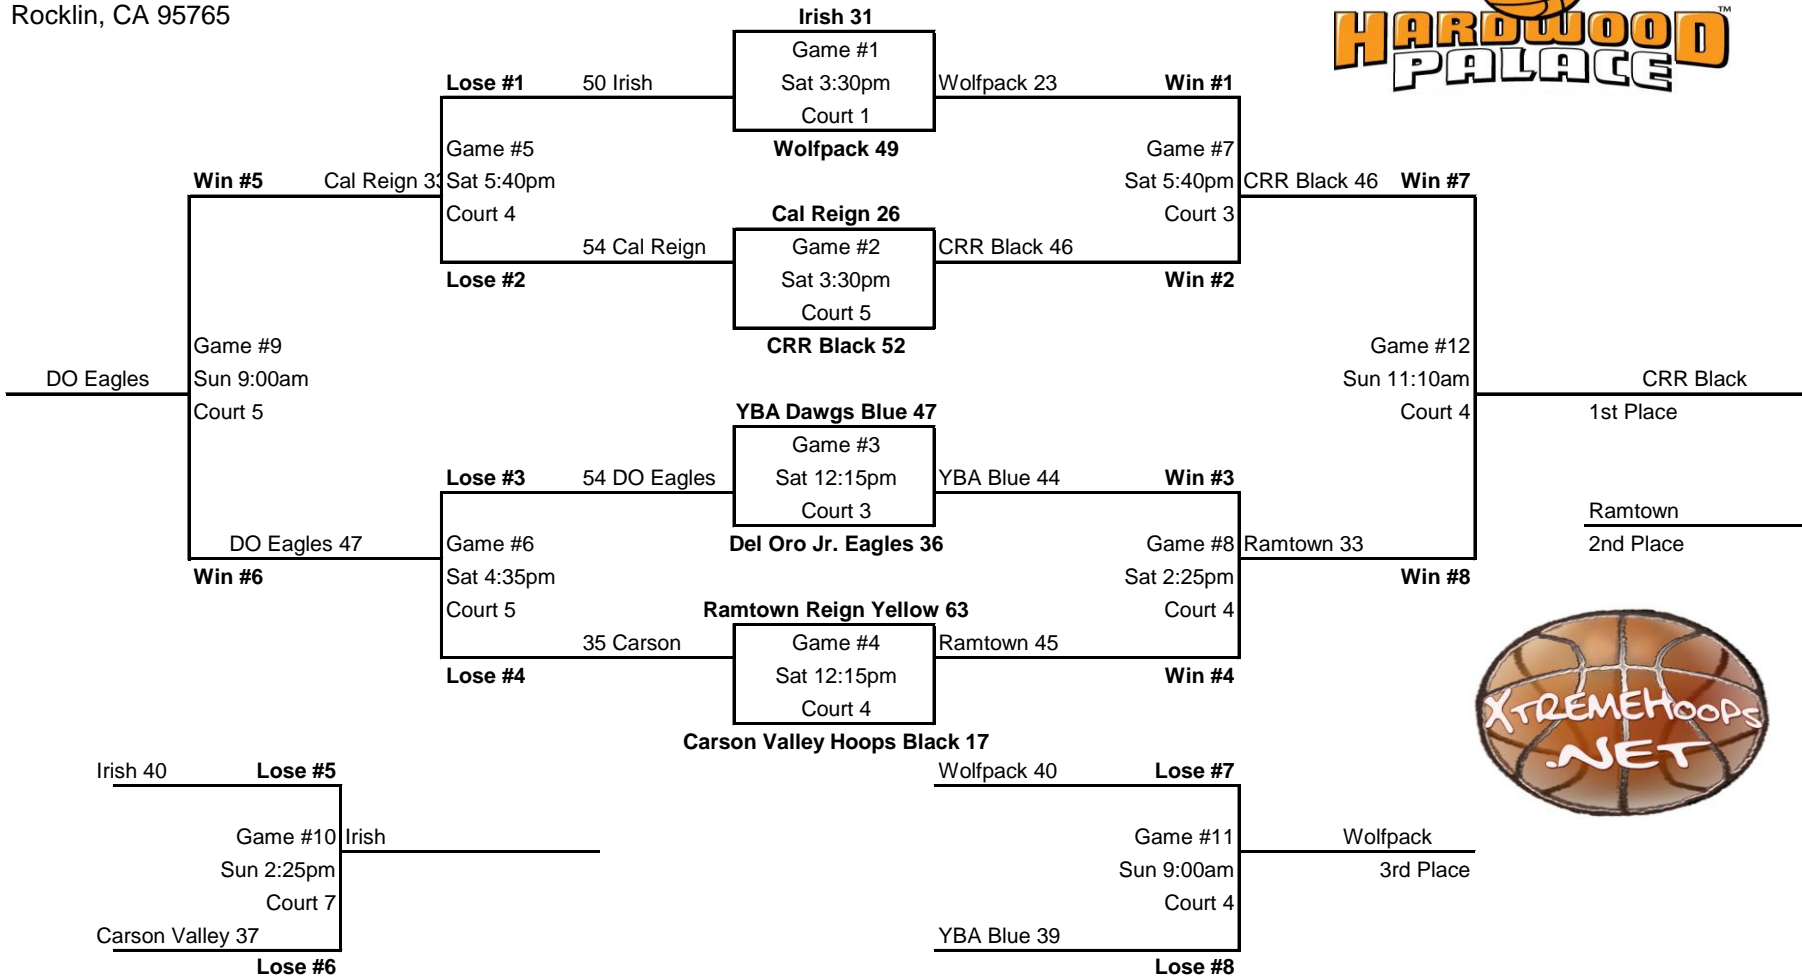 Rocklin, CA 95765
HARDWOOD
PALACE
TM
Irish 31
Game #1
Lose #1 50 Irish Sat 3:30pm Wolfpack 23 Win #1
Court 1
Game #5 Wolfpack 49 Game #7
Win #5 Cal Reign 33 Sat 5:40pm Sat 5:40pm CRR Black 46 Win #7
Court 4 Cal Reign 26 Court 3
54 Cal Reign Game #2 CRR Black 46
Lose #2 Sat 3:30pm Win #2
Court 5
Game #9 CRR Black 52 Game #12
DO Eagles Sun 9:00am Sun 11:10am CRR Black
Court 5 YBA Dawgs Blue 47 Court 4 1st Place
Game #3
Lose #3 54 DO Eagles Sat 12:15pm YBA Blue 44 Win #3
Court 3 Ramtown
DO Eagles 47 Game #6 Del Oro Jr. Eagles 36 Game #8 Ramtown 33 2nd Place
Win #6 Sat 4:35pm Sat 2:25pm Win #8
Court 5 Ramtown Reign Yellow 63 Court 4
35 Carson Game #4 Ramtown 45
Lose #4 Sat 12:15pm Win #4
Court 4
Carson Valley Hoops Black 17
XTREMEHOOPS
.NET
Irish 40 Lose #5 Wolfpack 40 Lose #7
Game #10 Irish Game #11 Wolfpack
Sun 2:25pm Sun 9:00am 3rd Place
Court 7 Court 4
Carson Valley 37 YBA Blue 39
Lose #6 Lose #8